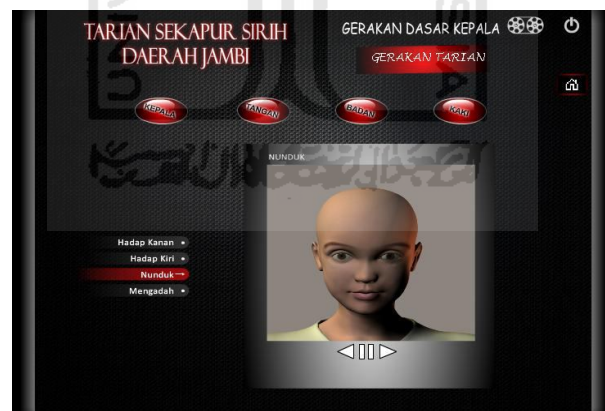 TARIAN SEKAPUR SIRIH
DAERAH JAMBI
GERAKAN DASAR KEPALA
GERAKAN TARIAN
KEPALA
TANGAN
BADAN
KAKI
NUNDUK
Hadap Kanan
Hadap Kiri
Nunduk
Mengadah